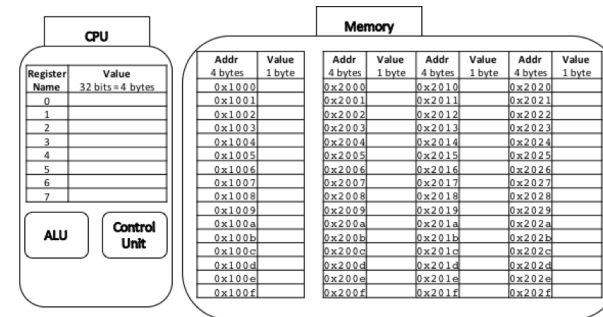 CPU
Register Name Value
32 bits = 4 bytes
0
1
2
3
4
5
6
7
ALU
Control
Unit
Memory
Addr Value Addr Value Addr Value Addr Value
4 bytes 1 byte 4 bytes 1 byte 4 bytes 1 byte 4 bytes 1 byte
0x1000 0x2000 0x2010 0x2020
0x1001 0x2001 0x2011 0x2021
0x1002 0x2002 0x2012 0x2022
0x1003 0x2003 0x2013 0x2023
0x1004 0x2004 0x2014 0x2024
0x1005 0x2005 0x2015 0x2025
0x1006 0x2006 0x2016 0x2026
0x1007 0x2007 0x2017 0x2027
0x1008 0x2008 0x2018 0x2028
0x1009 0x2009 0x2019 0x2029
0x100a 0x200a 0x201a 0x202a
0x100b 0x200b 0x201b 0x202b
0x100c 0x200c 0x201c 0x202c
0x100d 0x200d 0x201d 0x202d
0x100e 0x200e 0x201e 0x202e
0x100f 0x200f 0x201f 0x202f